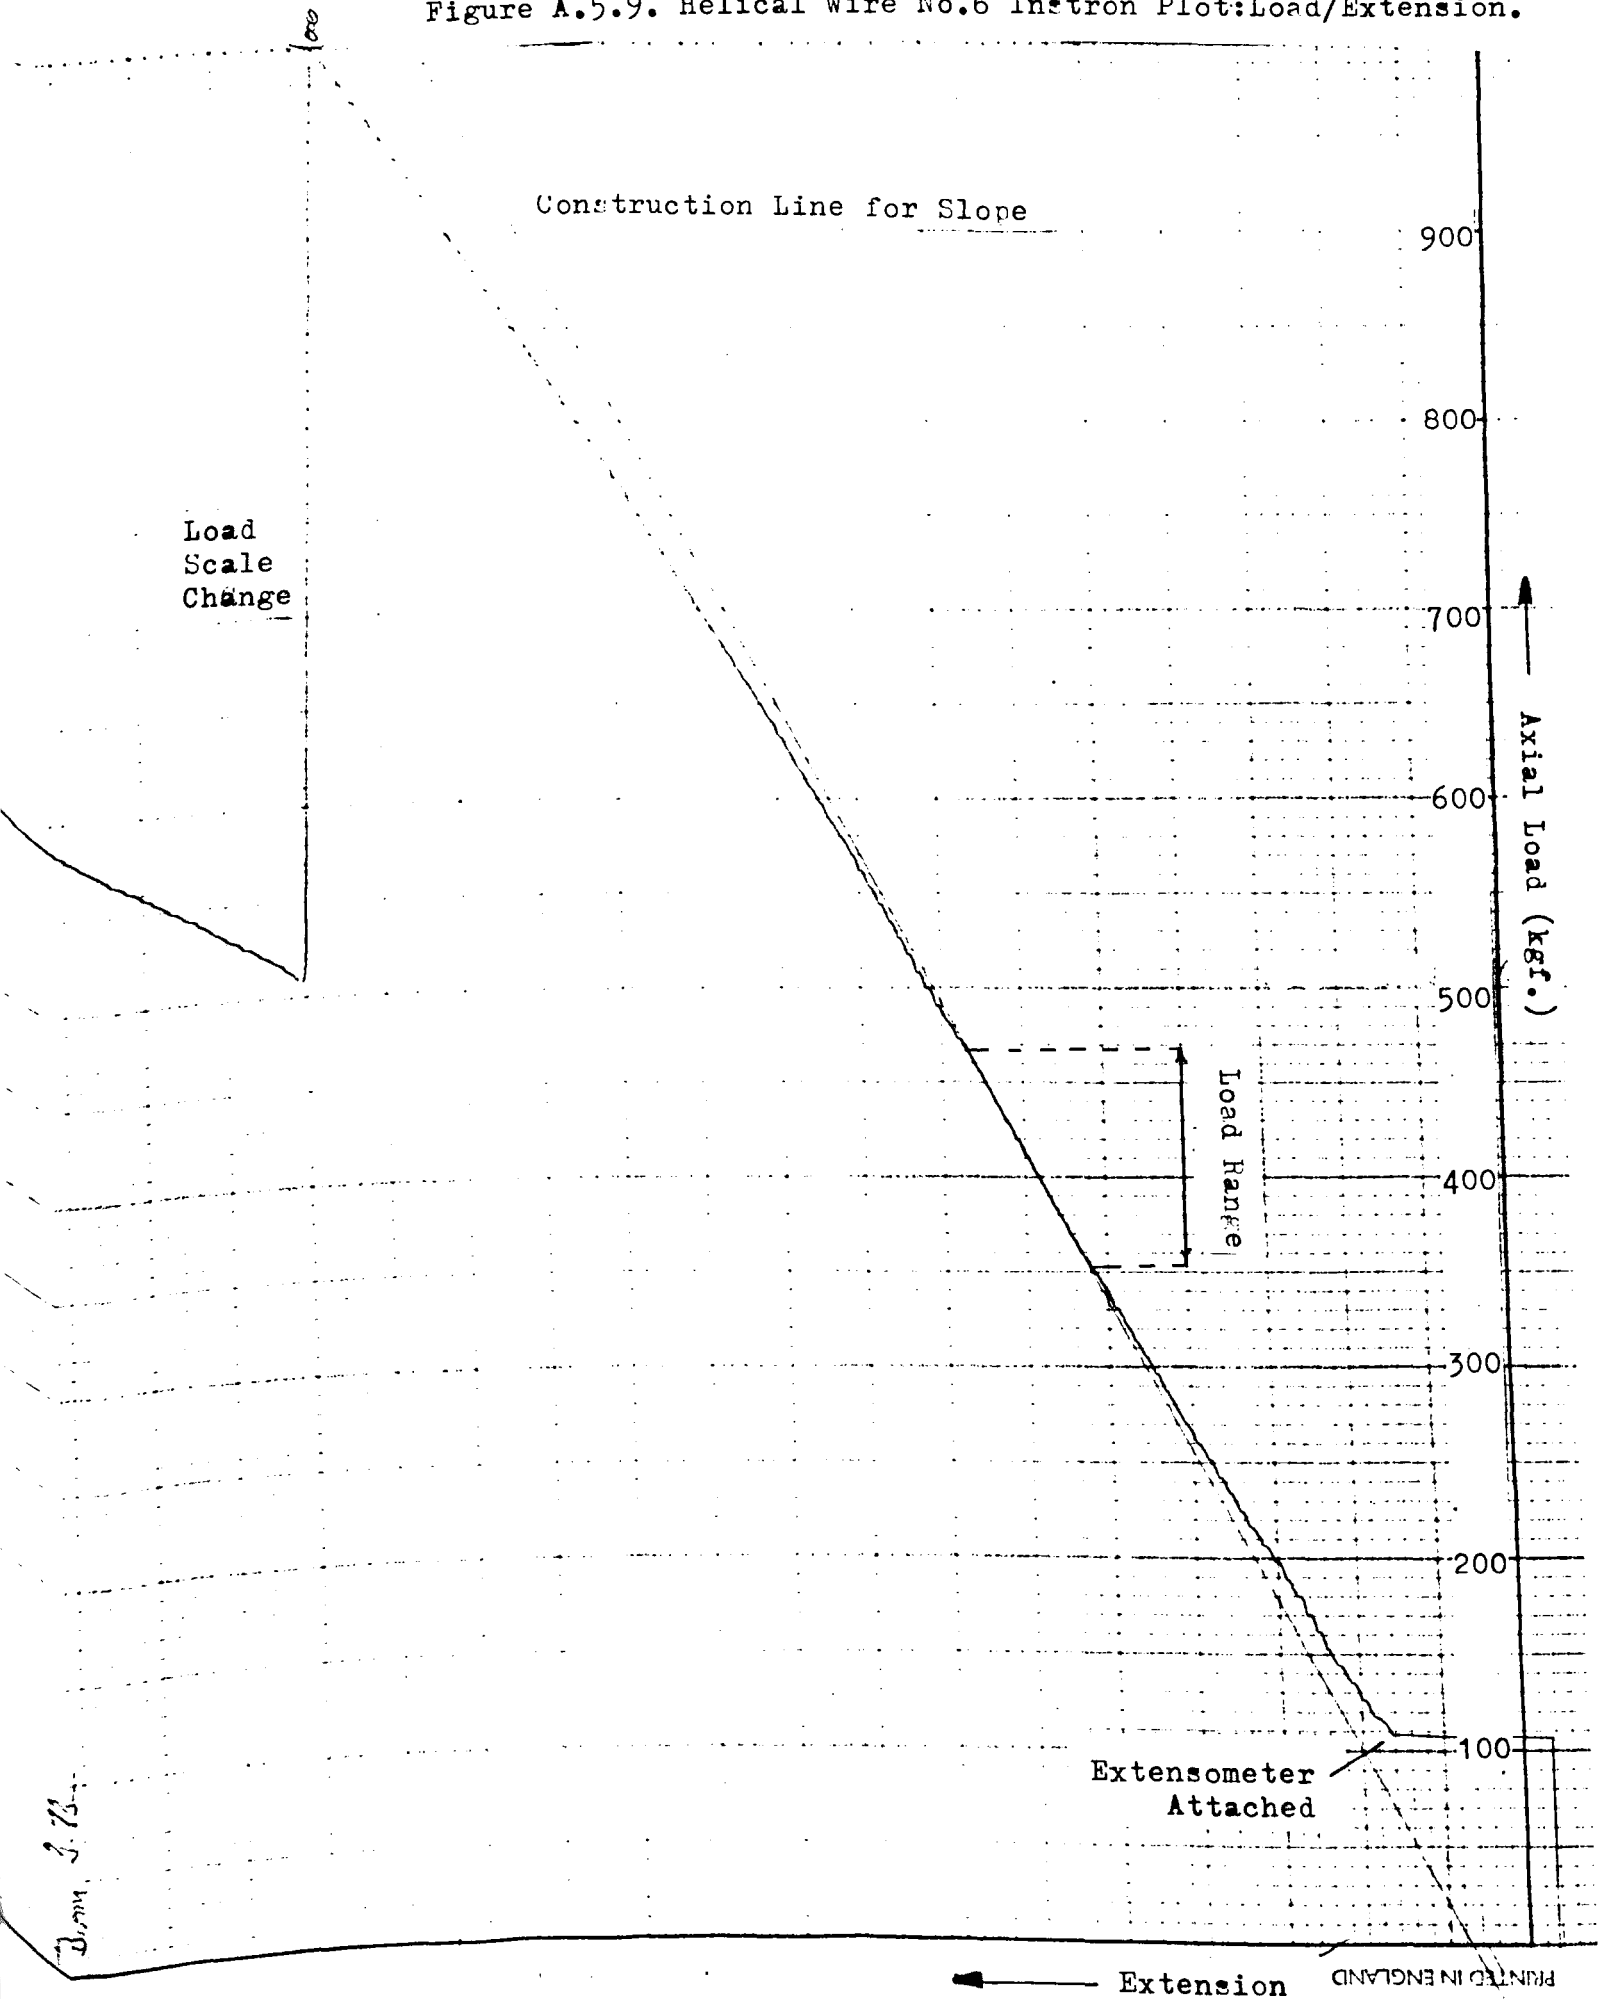 Figure A.5.9. Helical Wire No.6 Instron Plot:Load/Extension.
Construction Line for Slope
900
800
Load
Scale
Change
700
Axial Load (kgf.)
600
500
Load Range
400
300
200
100
Extensometer
Attached
Extension
PRINTED IN ENGLAND